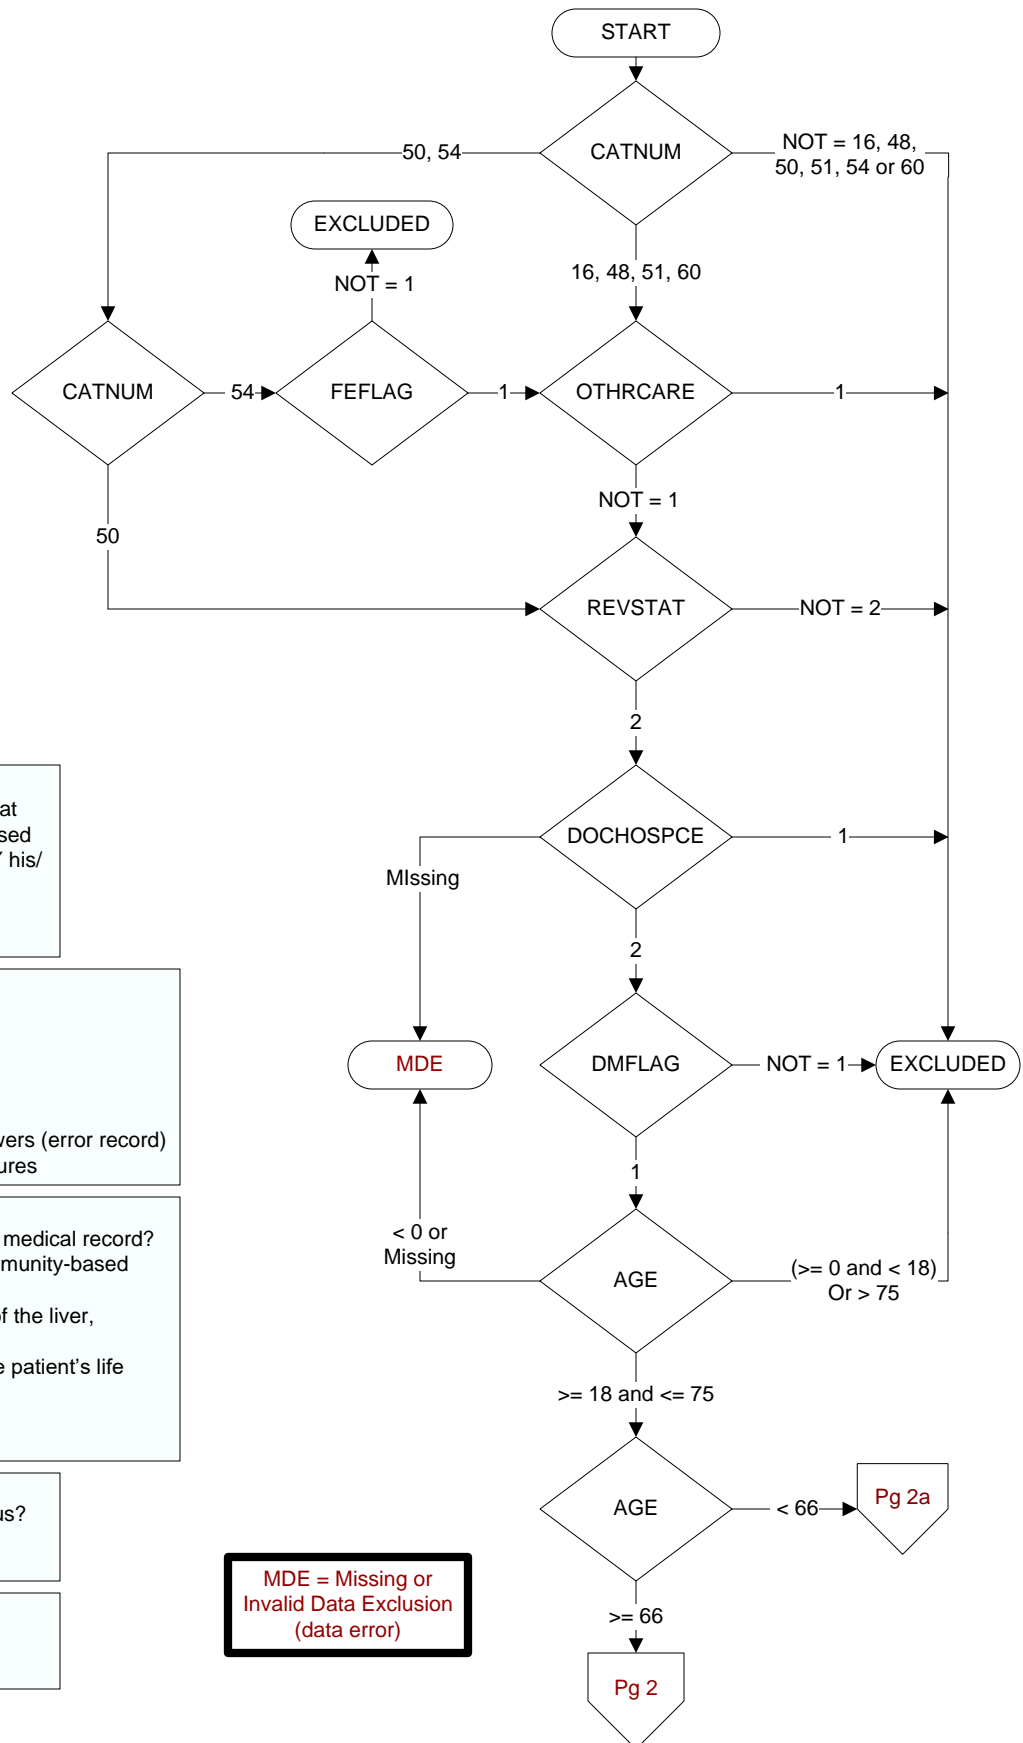 START
CATNUM
50, 54
NOT = 16, 48,
50, 51, 54 or 60
EXCLUDED
NOT = 1
16, 48, 51, 60
CATNUM
54
FEFLAG
1
OTHRCARE
1
NOT = 1
50
REVSTAT
NOT = 2
2
at
sed
his/
DOCHOSPCE
1
MIssing
2
MDE
DMFLAG
NOT = 1
EXCLUDED
wers (error record)
ures
1
medical record?
munity-based
of the liver,
e patient's life
< 0 or
Missing
AGE
(>= 0 and < 18)
Or > 75
>= 18 and <= 75
us?
AGE
< 66
Pg 2a
MDE = Missing or
Invalid Data Exclusion
(data error)
>= 66
Pg 2